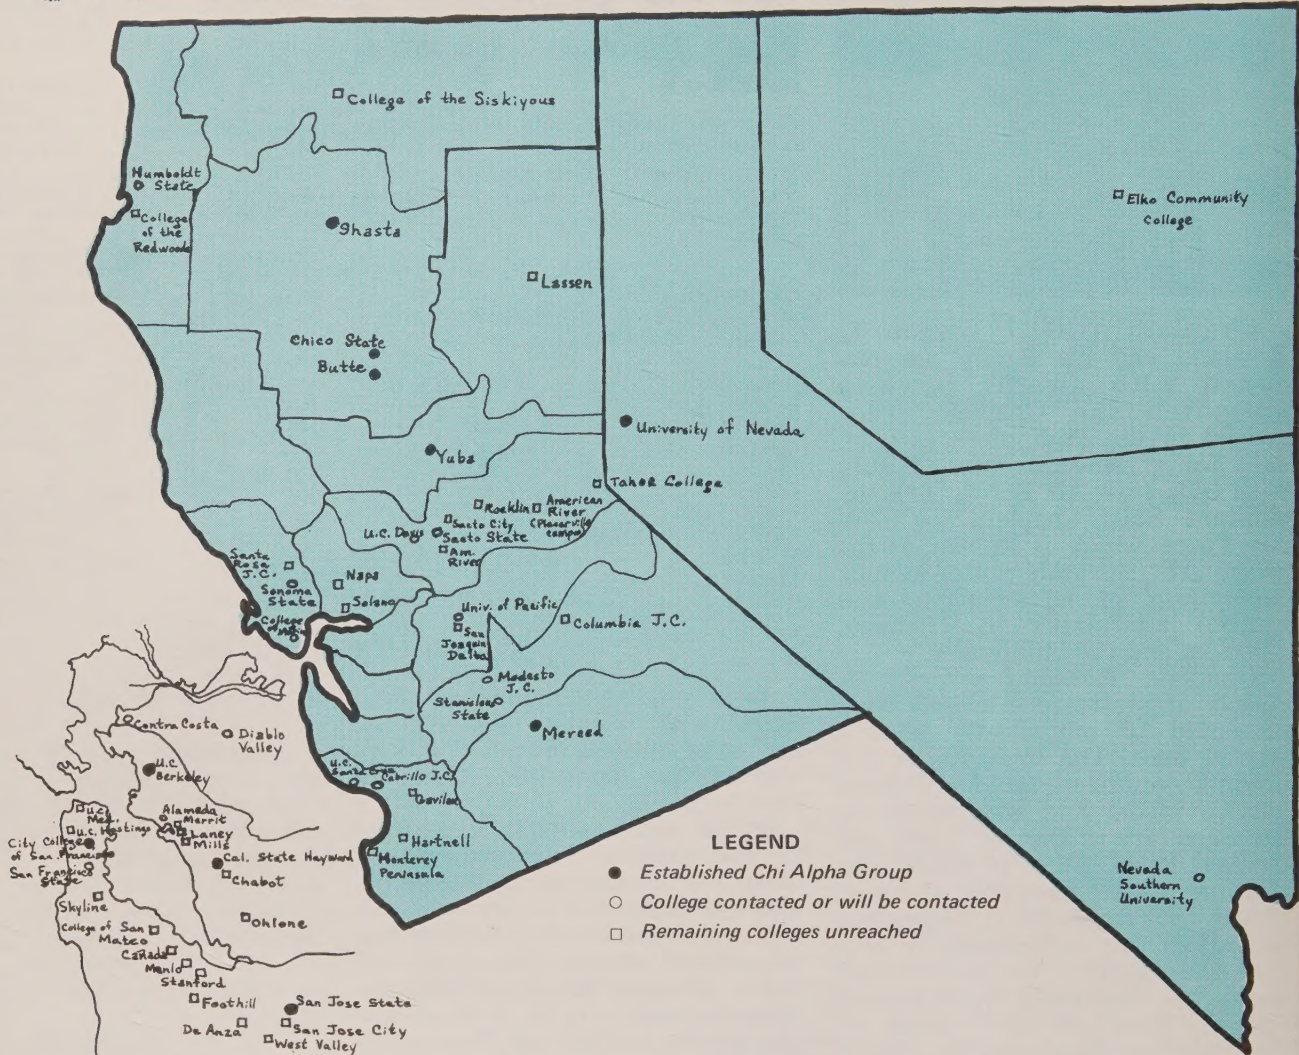 College of the Siskiyous
Humboldt
State
College
of the
Redwoods
Shasta
Lassen
Elko Community
College
Chico State
Butte
University of Nevada
Yuba
Tahoe College
Rocklin
American
River
(Placerville
campus)
Sacto City
U.C. Davis
Sacto State
Am.
River
Santa
Rosa
J.C.
Sonoma
State
Napa
Solano
College
of Marin
Univ. of Pacific
San
Joaquin
Delta
Columbia J.C.
Modesto
J.C.
Stanislaus
State
Merced
Contra Costa
Diablo
Valley
U.C.
Berkeley
U.C.
Santa Cruz
Cabrillo J.C.
Gavilan
Hartnell
Monterey
Peninsula
U.C.
Med.
U.C. Hastings
Alameda
Merrit
Laney
Mills
City College
of San Francisco
San Francisco
State
Cal. State Hayward
Chabot
Skyline
Ohlone
College of San
Mateo
Cañada
Menlo
Stanford
Foothill
San Jose State
De Anza
San Jose City
West Valley
LEGEND
Established Chi Alpha Group
College contacted or will be contacted
Remaining colleges unreached
Nevada
Southern
University